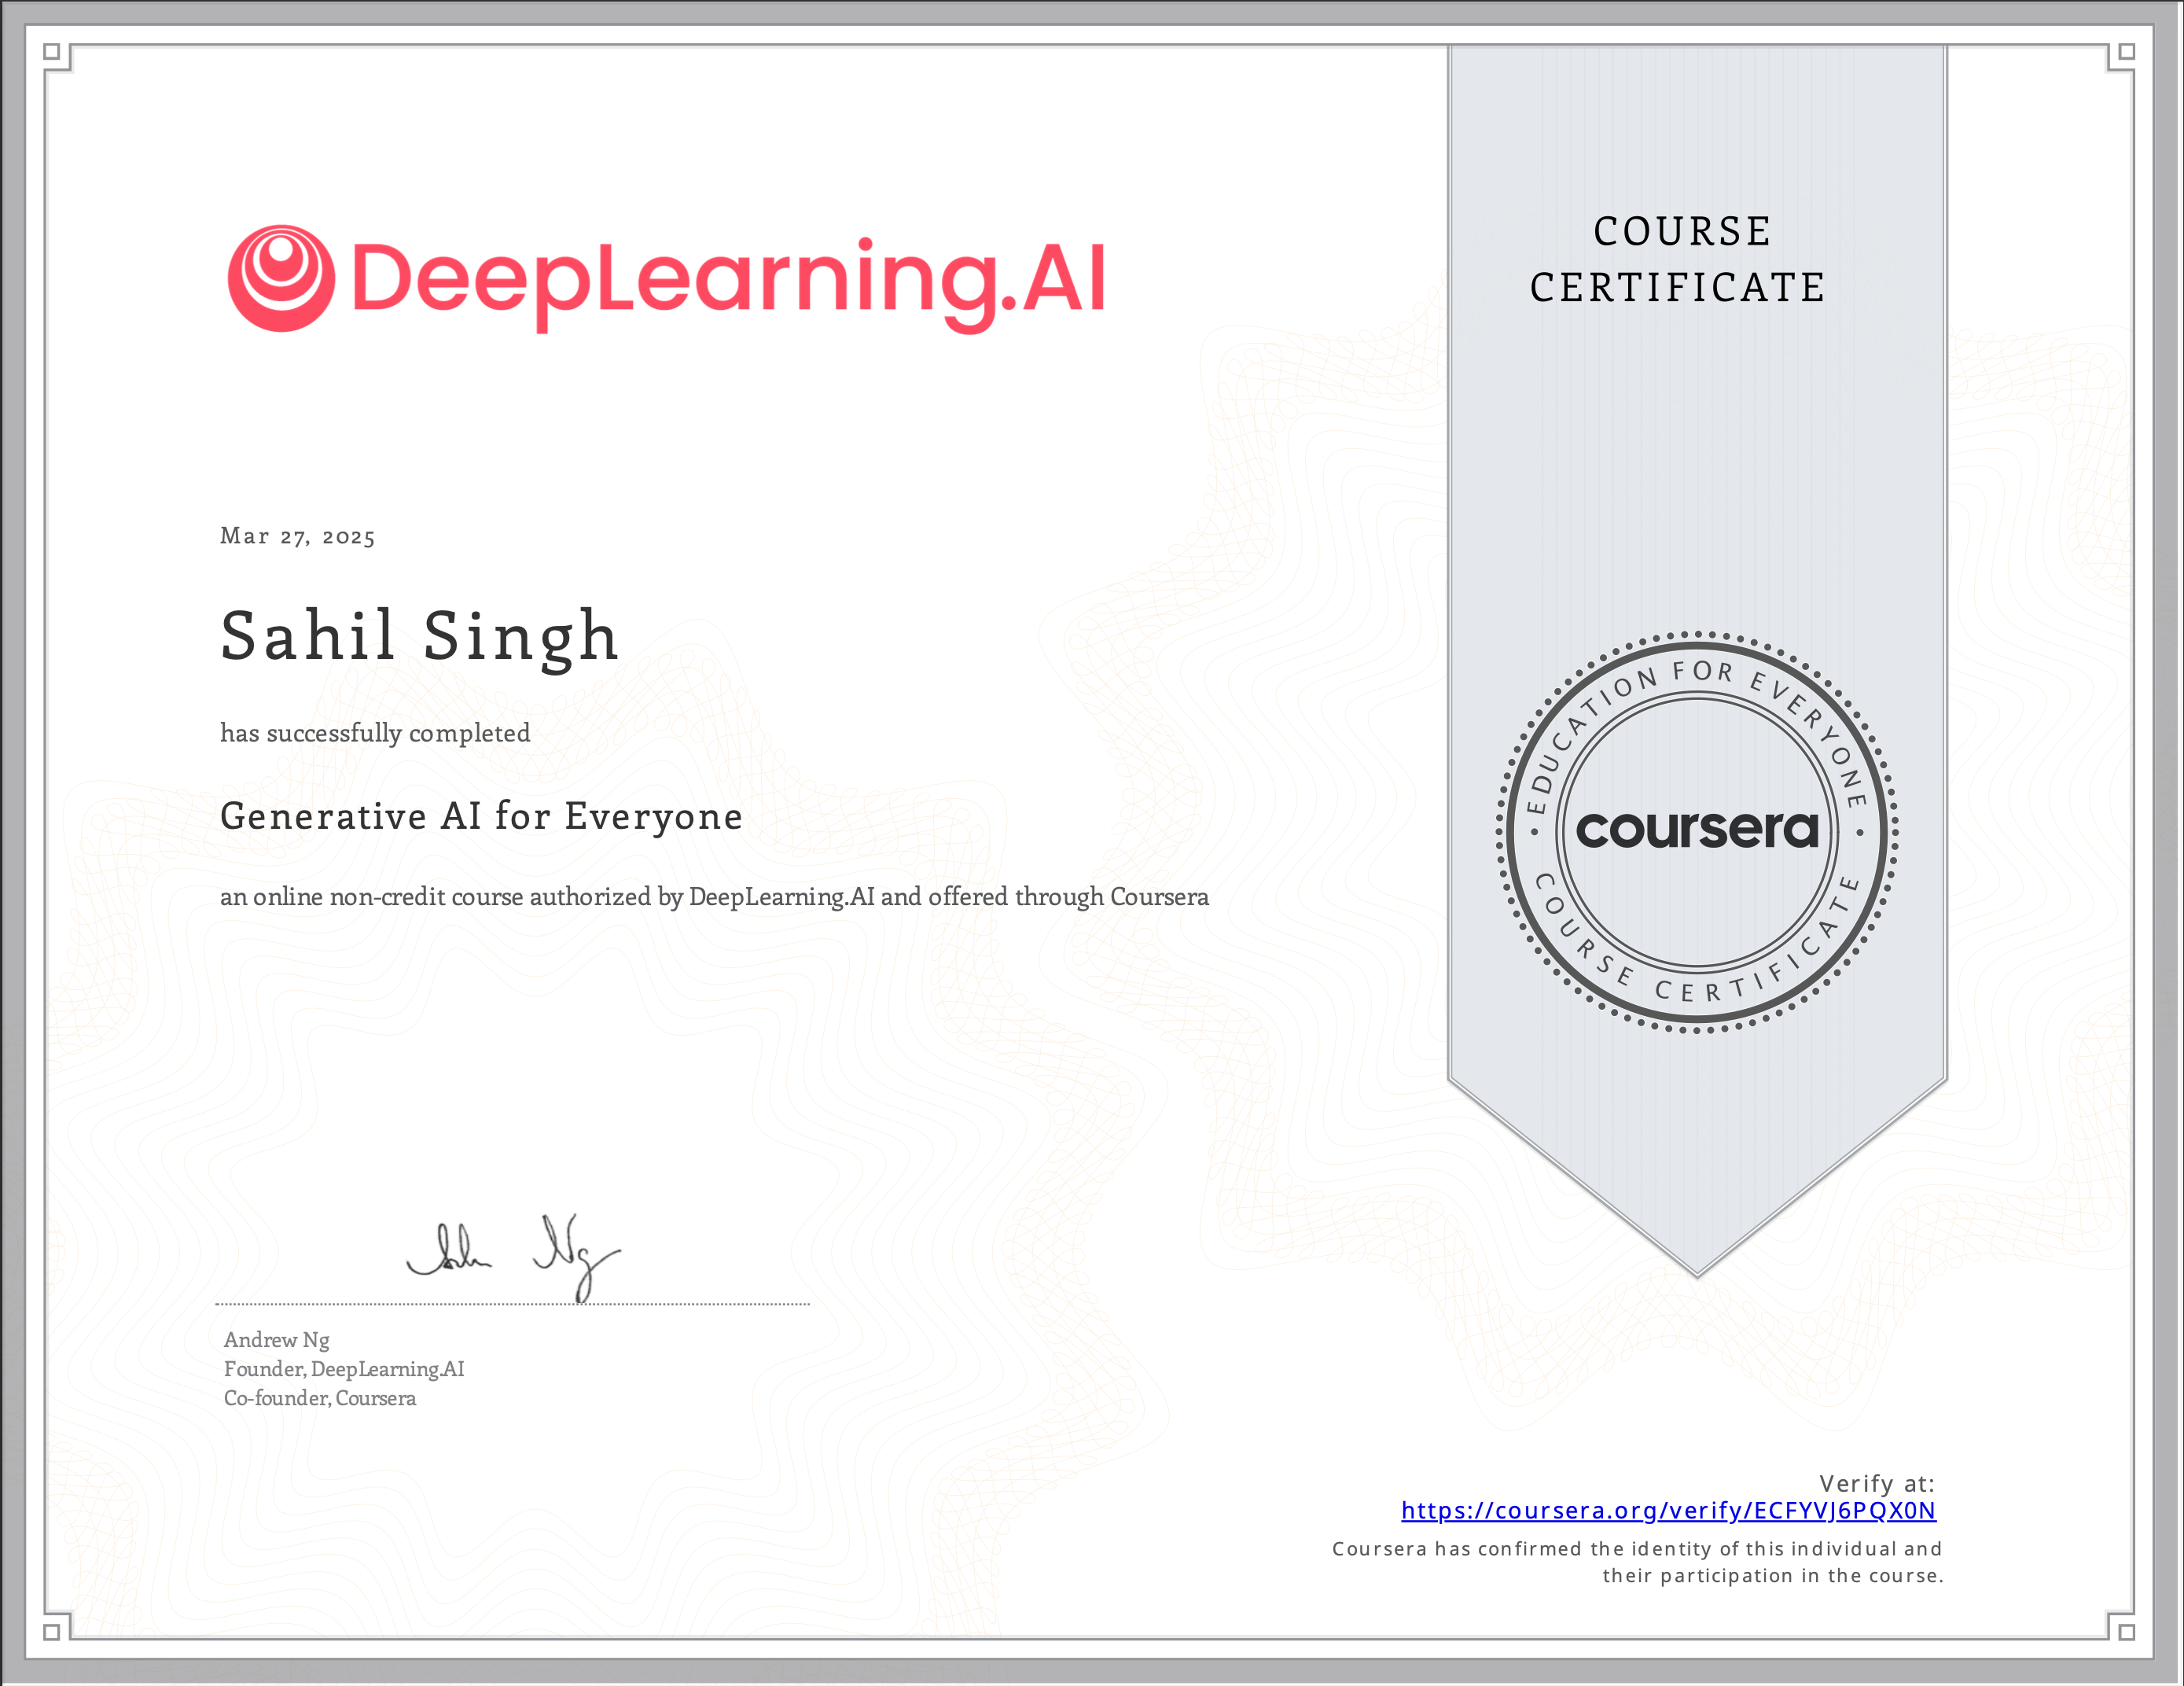 DeepLearning.AI
COURSE
CERTIFICATE
Mar 27, 2025
Sahil Singh
has successfully completed
Generative AI for Everyone
an online non-credit course authorized by DeepLearning.AI and offered through Coursera
EDUCATION FOR EVERYONE
coursera
COURSE CERTIFICATE
Andrew Ng
Founder, DeepLearning.AI
Co-founder, Coursera
Verify at:
https://coursera.org/verify/ECFYVJ6PQX0N
Coursera has confirmed the identity of this individual and
their participation in the course.